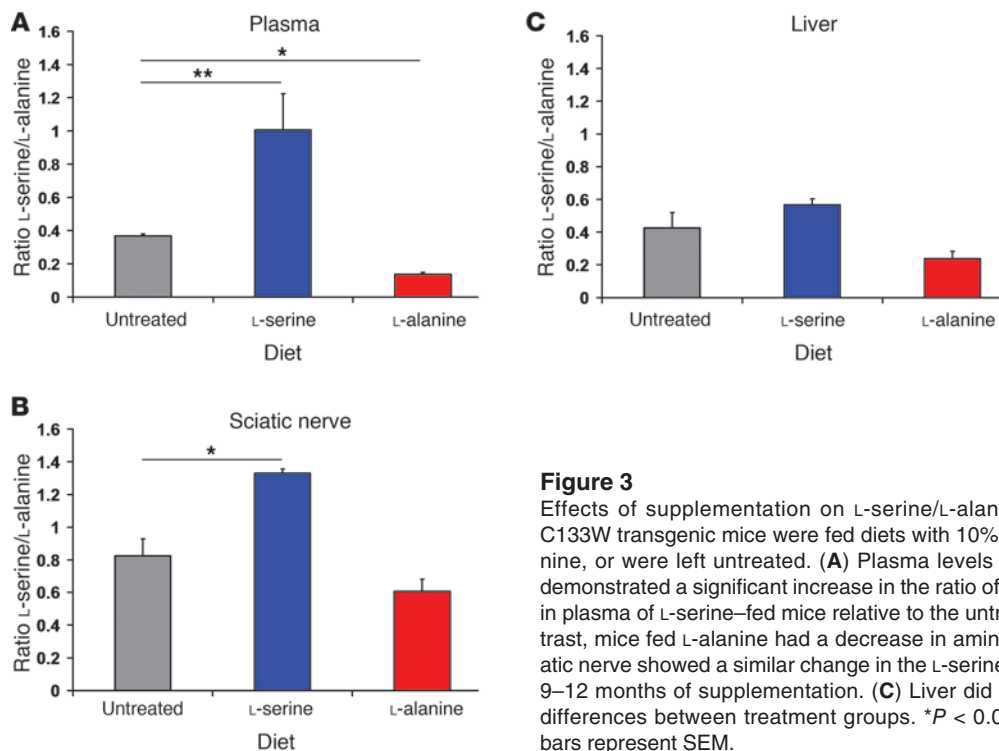 A
Plasma
1.6
1.4
1.2
1
0.8
0.6
0.4
0.2
0
Ratio L-serine/L-alanine
*
**
Untreated L-serine L-alanine
Diet
C
Liver
1.6
1.4
1.2
1
0.8
0.6
0.4
0.2
0
Ratio L-serine/L-alanine
Untreated L-serine L-alanine
Diet
B
Sciatic nerve
1.6
1.4
1.2
1
0.8
0.6
0.4
0.2
0
Ratio L-serine/L-alanine
*
Untreated L-serine L-alanine
Diet
Figure 3
Effects of supplementation on L-serine/L-alan
C133W transgenic mice were fed diets with 10%
nine, or were left untreated. (A) Plasma levels
demonstrated a significant increase in the ratio of
in plasma of L-serine–fed mice relative to the untr
trast, mice fed L-alanine had a decrease in amin
atic nerve showed a similar change in the L-serine
9–12 months of supplementation. (C) Liver did
differences between treatment groups. *P < 0.0
bars represent SEM.